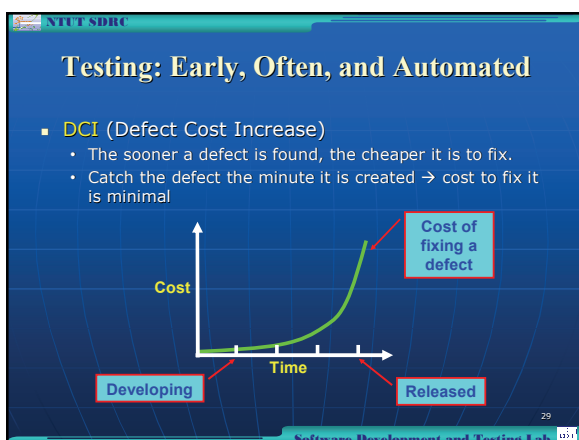 NTUT SDRC
Testing: Early, Often, and Automated
DCI (Defect Cost Increase)
• The sooner a defect is found, the cheaper it is to fix.
• Catch the defect the minute it is created → cost to fix it
is minimal
Cost of
fixing a
defect
Cost
Time
Developing
Released
29
Software Development and Testing Lab